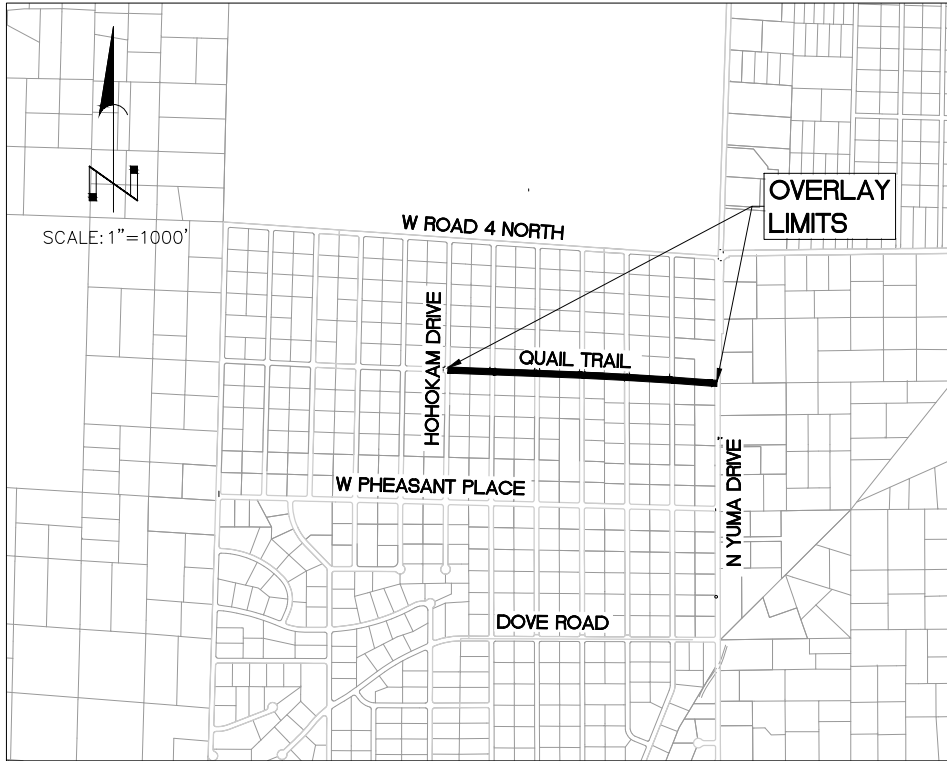 OVERLAY
LIMITS
W ROAD 4 NORTH
SCALE: 1"=1000'
HOHOKAM DRIVE
QUAIL TRAIL
W PHEASANT PLACE
N YUMA DRIVE
DOVE ROAD
N